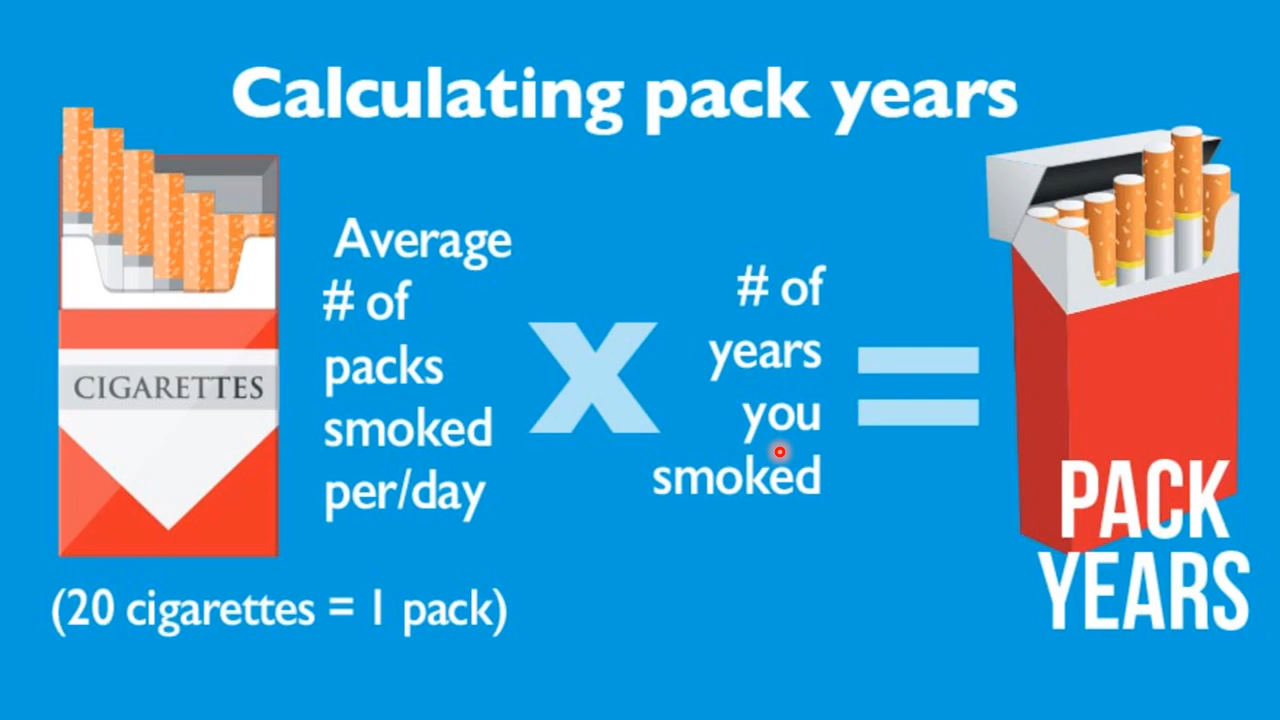 Calculating pack years
CIGARETTES
Average
# of
packs
smoked
per/day
x
# of
years
you
smoked
=
PACK
YEARS
(20 cigarettes = 1 pack)